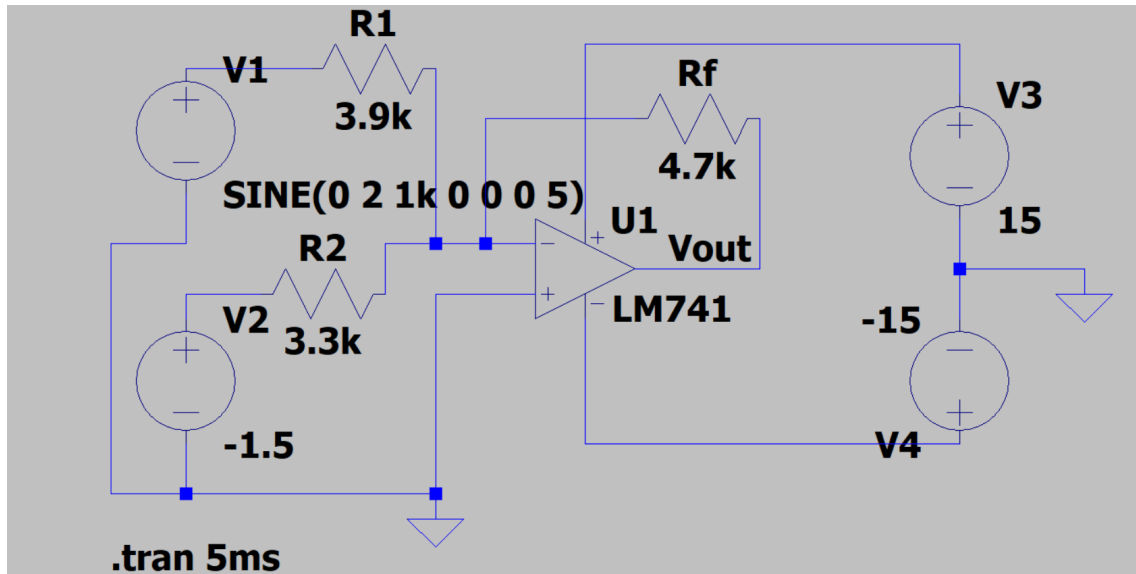 R1
V1
3.9k
Rf
4.7k
V3
15
SINE(0 2 1k 0 0 0 5)
U1
R2
Vout
V2
3.3k
LM741
-15
-1.5
V4
.tran 5ms